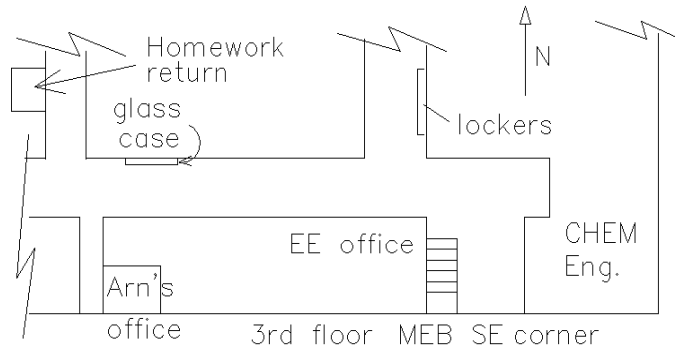 Homework
return
N
glass
case
lockers
EE office
CHEM
Eng.
Arn's
office
3rd floor MEB SE corner